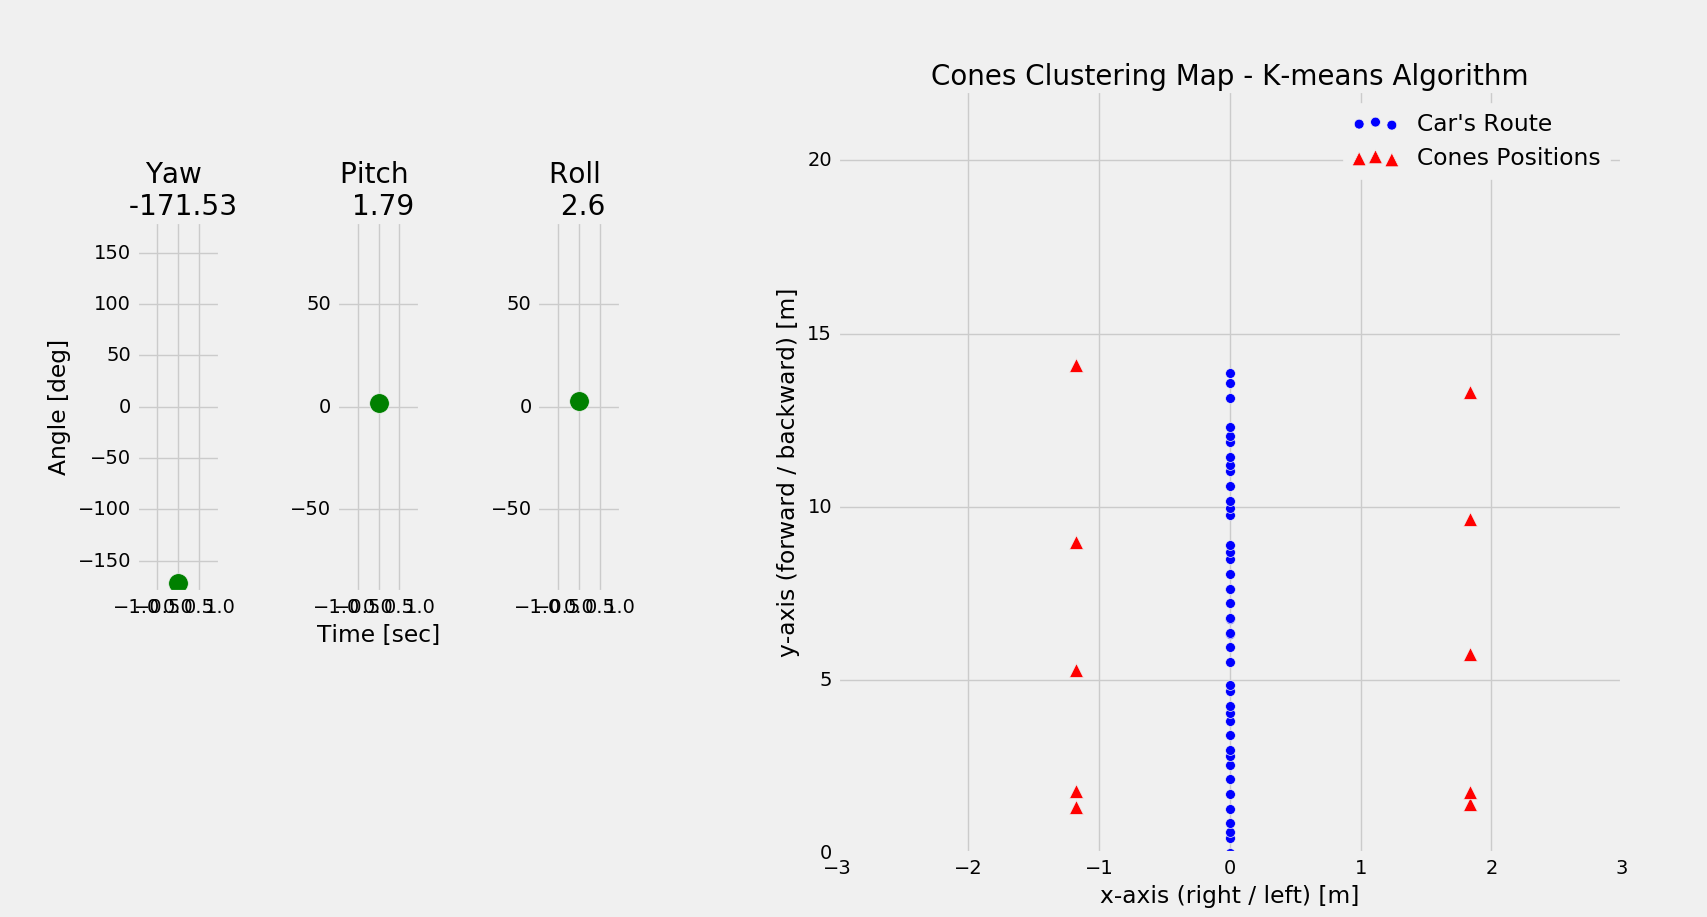 Yaw
-171.53
150
100
50
0
−50
−100
−150
Angle [deg]
Pitch
1.79
50
0
−50
Time [sec]
Roll
2.6
50
0
−50
Cones Clustering Map - K-means Algorithm
Car's Route
Cones Positions
20
15
10
5
0
y-axis (forward / backward) [m]
−3 −2 −1 0 1 2 3
x-axis (right / left) [m]